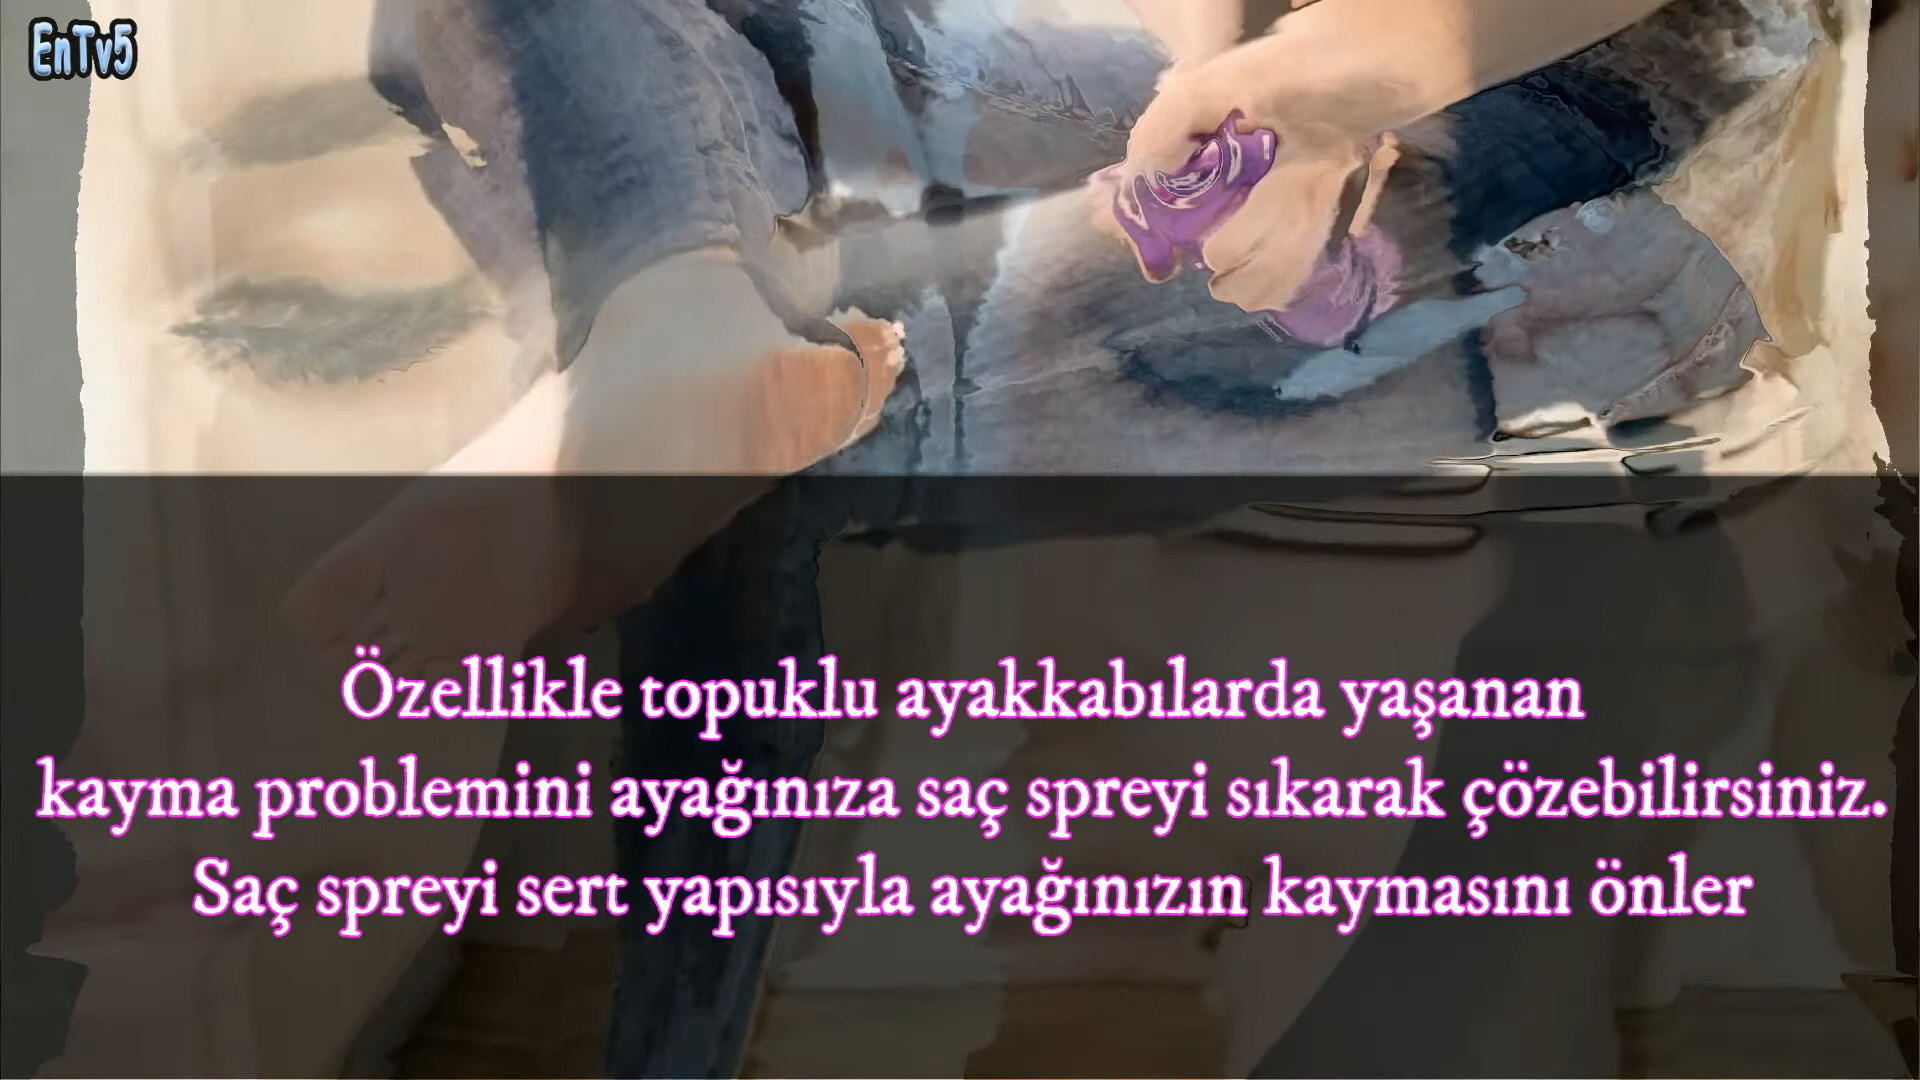 EnTv5
Özellikle topuklu ayakkabılarda yaşanan
kayma problemini ayağınıza saç spreyi sıkarak çözebilirsiniz.
Saç spreyi sert yapısıyla ayağınızın kaymasını önler